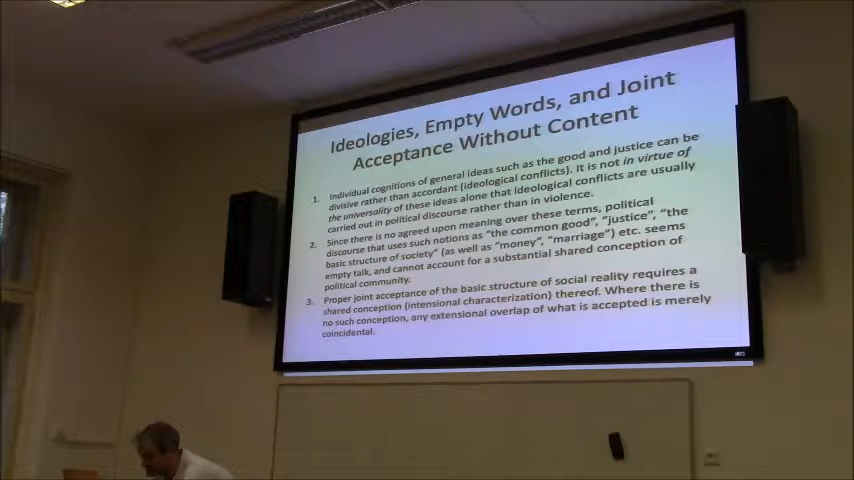 Ideologies, Empty Words, and Joint
Acceptance Without Content
1. Individual cognitions of general ideas such as the good and justice can be
divisive rather than accordant (ideological conflicts). It is not in virtue of
the universality of these ideas alone that ideological conflicts are usually
carried out in political discourse rather than in violence.
2. Since there is no agreed upon meaning over these terms, political
discourse that uses such notions as "the common good", "justice", "the
basic structure of society" (as well as "money", "marriage") etc. seems
empty talk, and cannot account for a substantial shared conception of
political community.
3. Proper joint acceptance of the basic structure of social reality requires a
shared conception (intensional characterization) thereof. Where there is
no such conception, any extensional overlap of what is accepted is merely
coincidental.